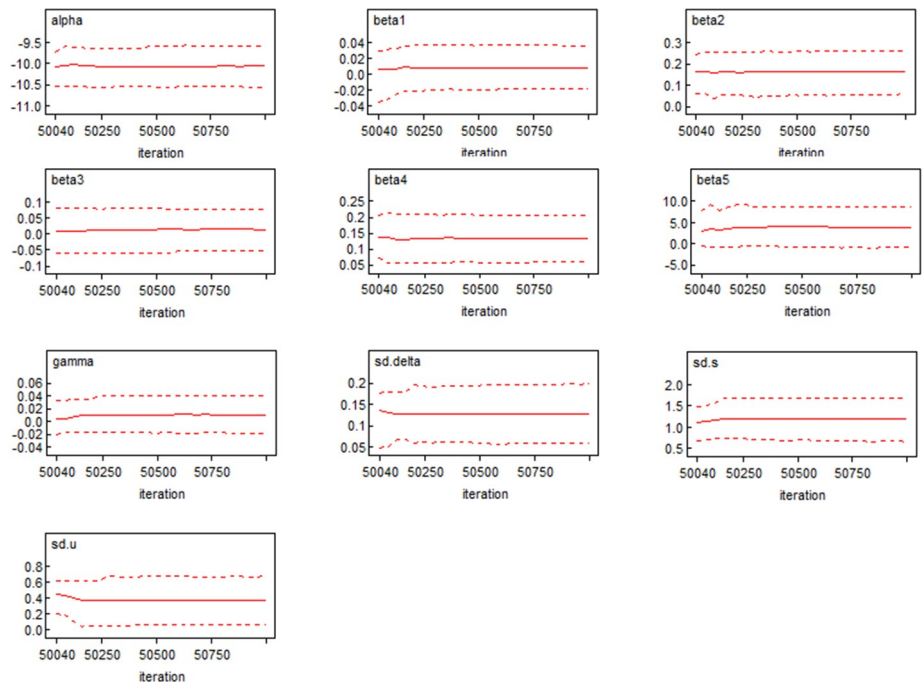 alpha
-9.5
-10.0
-10.5
-11.0
50040 50250 50500 50750
iteration
beta1
0.04
0.02
0.0
-0.02
-0.04
50040 50250 50500 50750
iteration
beta2
0.3
0.2
0.1
0.0
50040 50250 50500 50750
iteration
beta3
0.1
0.05
0.0
-0.05
-0.1
50040 50250 50500 50750
iteration
beta4
0.25
0.2
0.15
0.1
0.05
50040 50250 50500 50750
iteration
beta5
10.0
5.0
0.0
-5.0
50040 50250 50500 50750
iteration
gamma
0.06
0.04
0.02
0.0
-0.02
-0.04
50040 50250 50500 50750
iteration
sd.delta
0.2
0.15
0.1
0.05
50040 50250 50500 50750
iteration
sd.s
2.0
1.5
1.0
0.5
50040 50250 50500 50750
iteration
sd.u
0.8
0.6
0.4
0.2
0.0
50040 50250 50500 50750
iteration